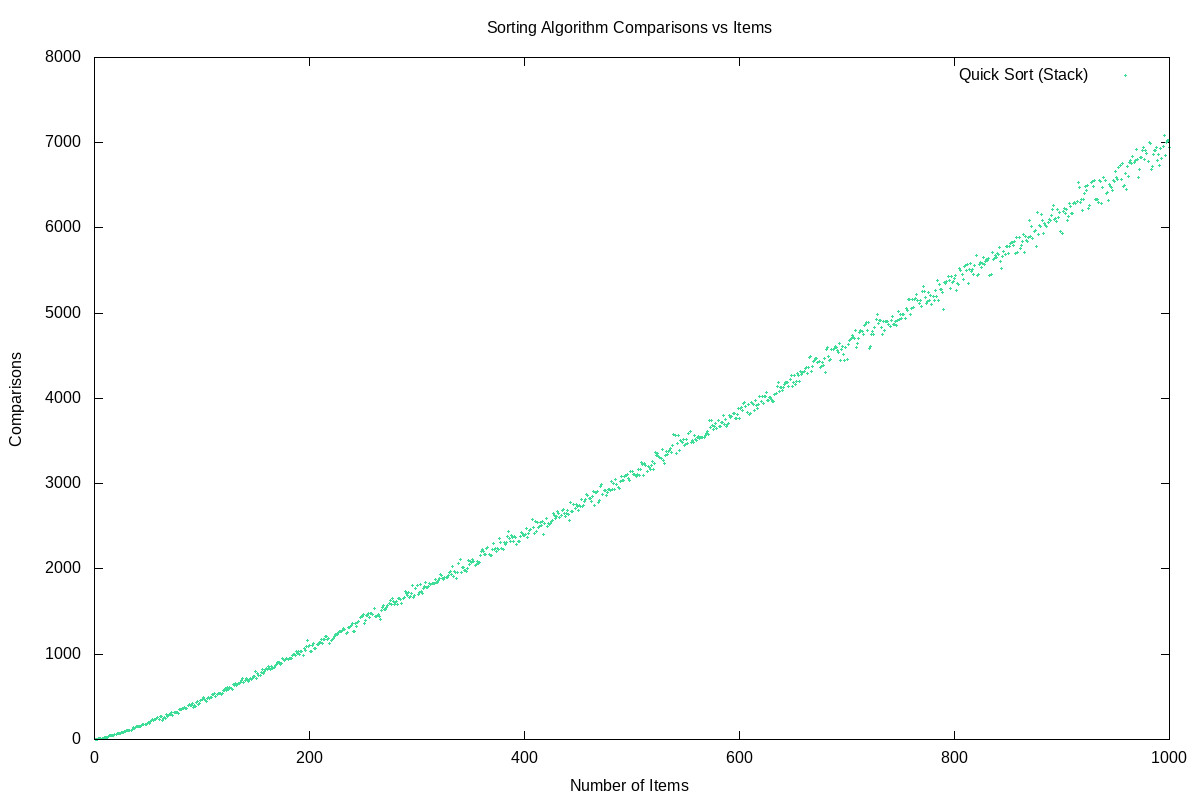 Sorting Algorithm Comparisons vs Items
Quick Sort (Stack)
8000
7000
6000
5000
4000
3000
2000
1000
0
Comparisons
0 200 400 600 800 1000
Number of Items